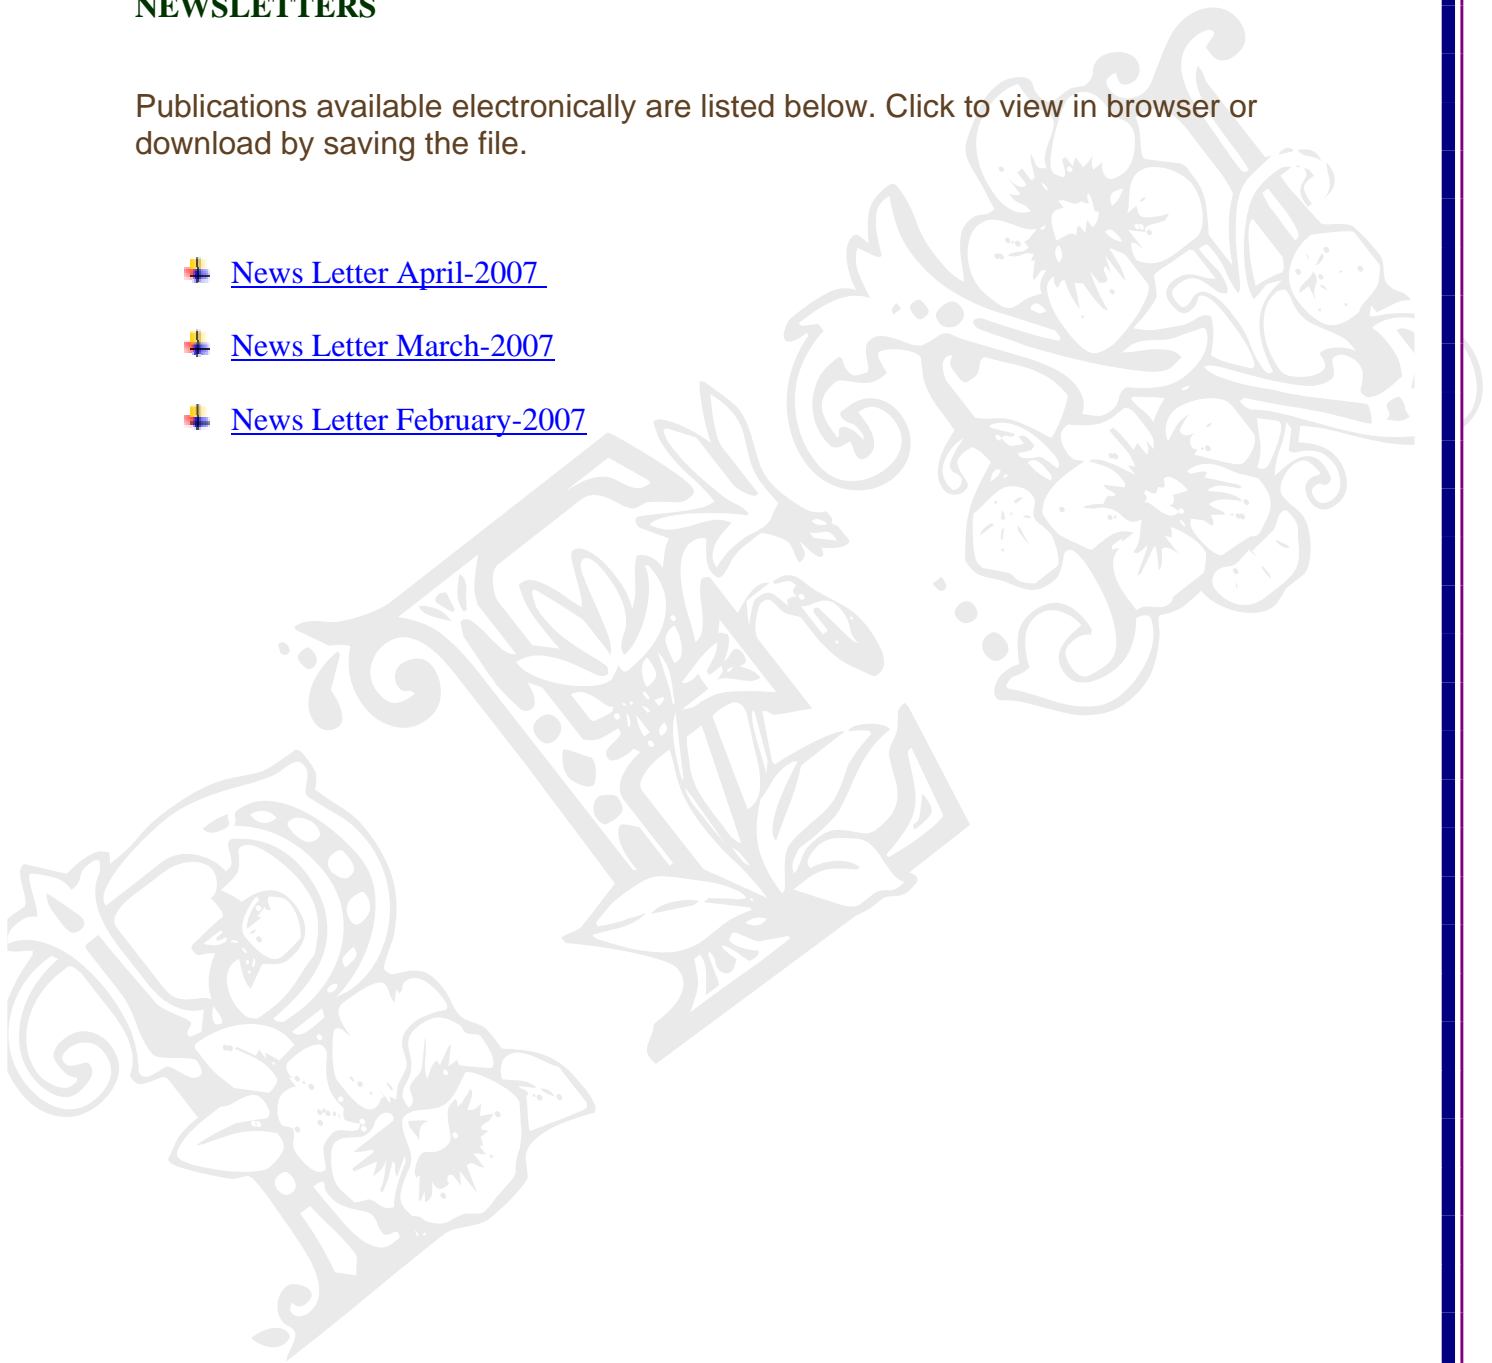 NEWSLETTERS
Publications available electronically are listed below. Click to view in browser or
download by saving the file.
News Letter April-2007
News Letter March-2007
News Letter February-2007